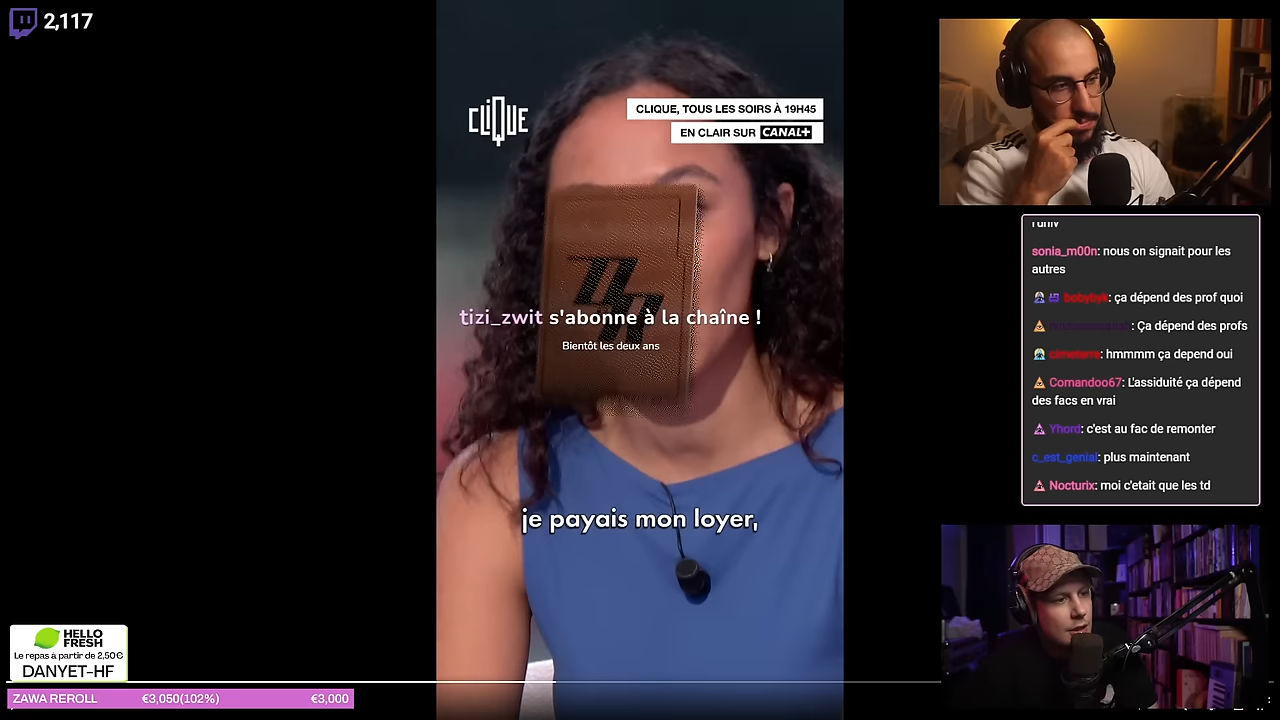 2,117
CLIQUE
CLIQUE, TOUS LES SOIRS À 19H45
EN CLAIR SUR CANAL+
tizi_zwit s'abonne à la chaîne !
Bientôt les deux ans
je payais mon loyer,
sonia_m00n: nous on signait pour les
autres
bobybyk: ça dépend des prof quoi
: Ça dépend des profs
cimeterre: hmmmm ça depend oui
Comandoo67: L'assiduité ça dépend
des facs en vrai
Yhord: c'est au fac de remonter
c_est_genial: plus maintenant
Nocturix: moi c'etait que les td
HELLO
FRESH
Le repas à partir de 2,50€
DANYET-HF
ZAWA REROLL €3,050(102%) €3,000